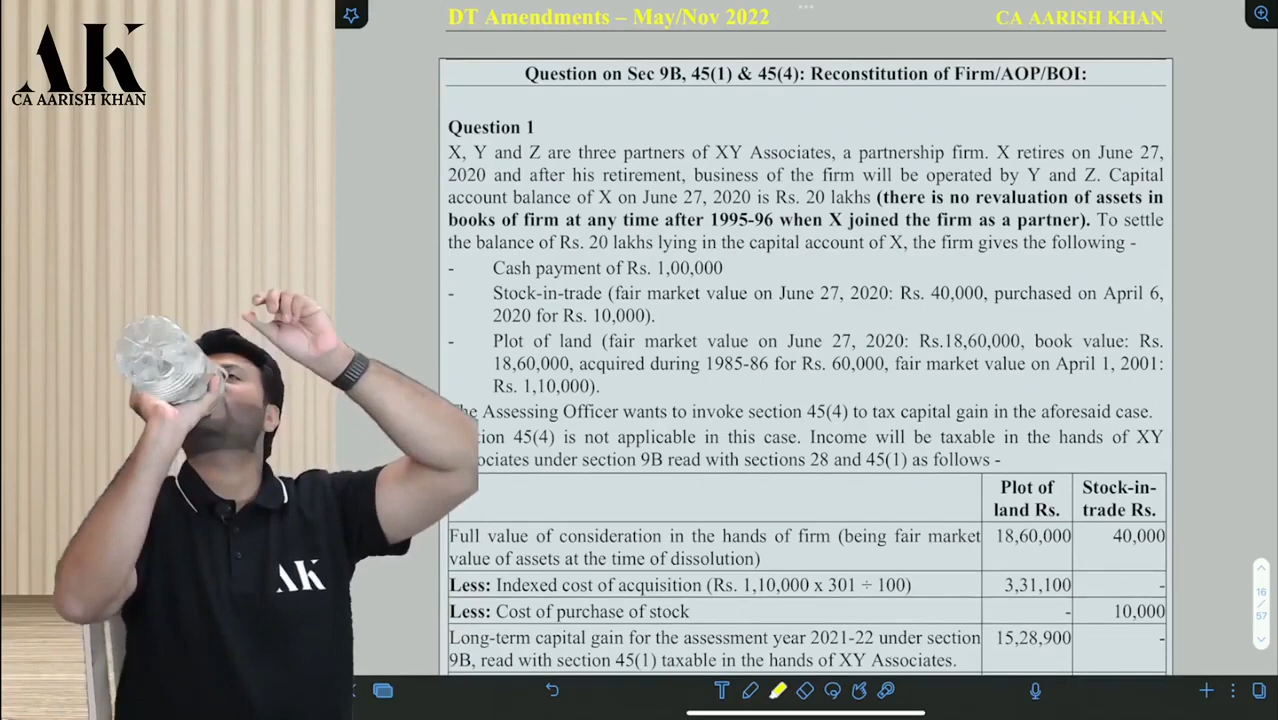 AK
CA AARISH KHAN
DT Amendments – May/Nov 2022
CA AARISH KHAN
Question on Sec 9B, 45(1) & 45(4): Reconstitution of Firm/AOP/BOI:
Question 1
X, Y and Z are three partners of XY Associates, a partnership firm. X retires on June 27,
2020 and after his retirement, business of the firm will be operated by Y and Z. Capital
account balance of X on June 27, 2020 is Rs. 20 lakhs (there is no revaluation of assets in
books of firm at any time after 1995-96 when X joined the firm as a partner). To settle
the balance of Rs. 20 lakhs lying in the capital account of X, the firm gives the following -
- Cash payment of Rs. 1,00,000
- Stock-in-trade (fair market value on June 27, 2020: Rs. 40,000, purchased on April 6,
2020 for Rs. 10,000).
- Plot of land (fair market value on June 27, 2020: Rs.18,60,000, book value: Rs.
18,60,000, acquired during 1985-86 for Rs. 60,000, fair market value on April 1, 2001:
Rs. 1,10,000).
Assessing Officer wants to invoke section 45(4) to tax capital gain in the aforesaid case.
45(4) is not applicable in this case. Income will be taxable in the hands of XY
under section 9B read with sections 28 and 45(1) as follows -
Plot of land Rs.
Stock-in-trade Rs.
Full value of consideration in the hands of firm (being fair market 18,60,000 40,000
value of assets at the time of dissolution)
Less: Indexed cost of acquisition (Rs. 1,10,000 x 301 ÷ 100) 3,31,100 -
Less: Cost of purchase of stock - 10,000
Long-term capital gain for the assessment year 2021-22 under section 15,28,900 -
9B, read with section 45(1) taxable in the hands of XY Associates.
16
/
57
AK
T